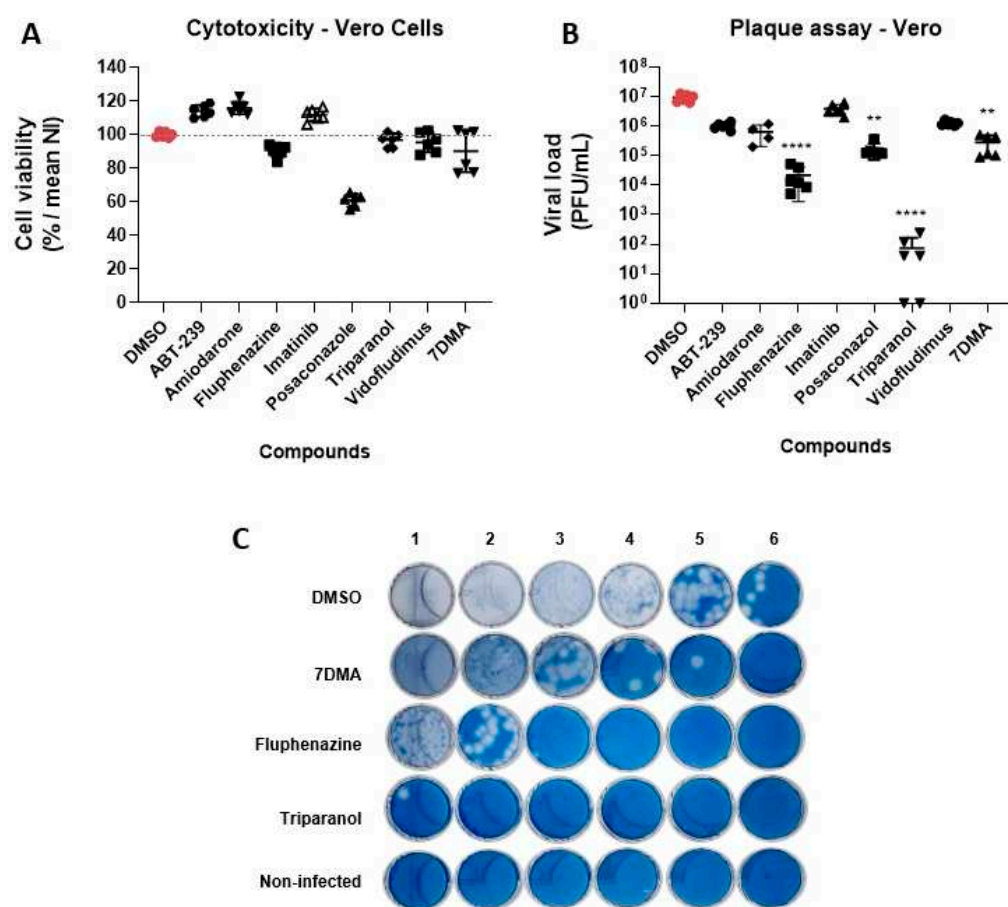 A
Cytotoxicity - Vero Cells
Cell viability
(% / mean NI)
140
120
100
80
60
40
20
0
DMSO
ABT-239
Amiodarone
Fluphenazine
Imatinib
Posaconazole
Triparanol
Vidofludimus
7DMA
Compounds
B
Plaque assay - Vero
Viral load
(PFU/mL)
10⁸
10⁷
10⁶
10⁵
10⁴
10³
10²
10¹
10⁰
****
**
****
**
DMSO
ABT-239
Amiodarone
Fluphenazine
Imatinib
Posaconazol
Triparanol
Vidofludimus
7DMA
Compounds
C
1 2 3 4 5 6
DMSO
7DMA
Fluphenazine
Triparanol
Non-infected